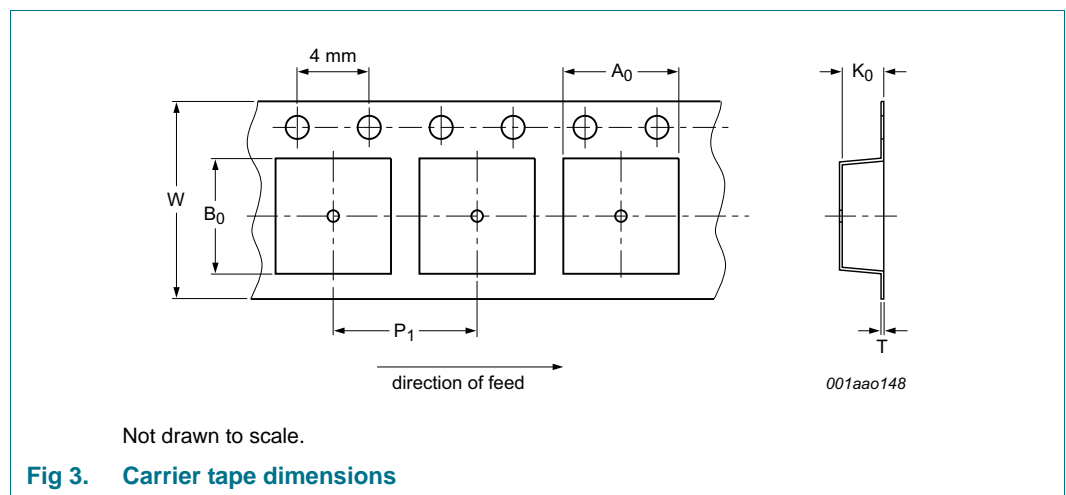 4 mm
A0
K0
W
B0
P1
T
direction of feed
001aao148
Not drawn to scale.
Fig 3. Carrier tape dimensions